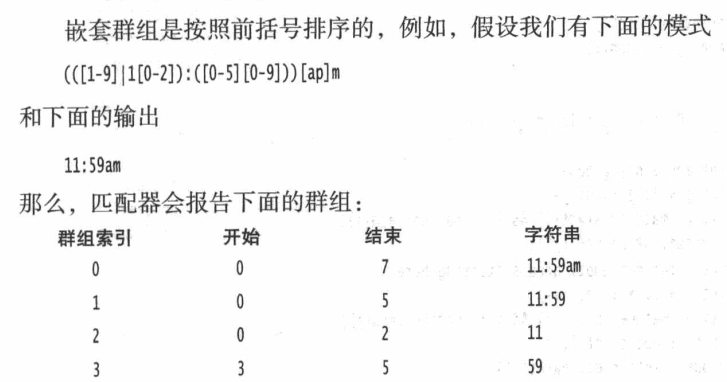 嵌套群组是按照前括号排序的，例如，假设我们有下面的模式
(([1-9]|1[0-2]):([0-5][0-9]))[ap]m
和下面的输出
11:59am
那么，匹配器会报告下面的群组：
群组索引 开始 结束 字符串
0 0 7 11:59am
1 0 5 11:59
2 0 2 11
3 3 5 59